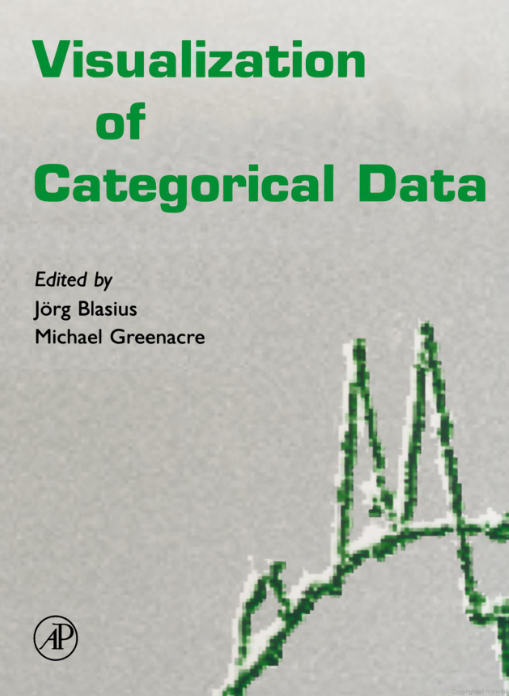 Visualization
of
Categorical Data
Edited by
Jörg Blasius
Michael Greenacre
AP